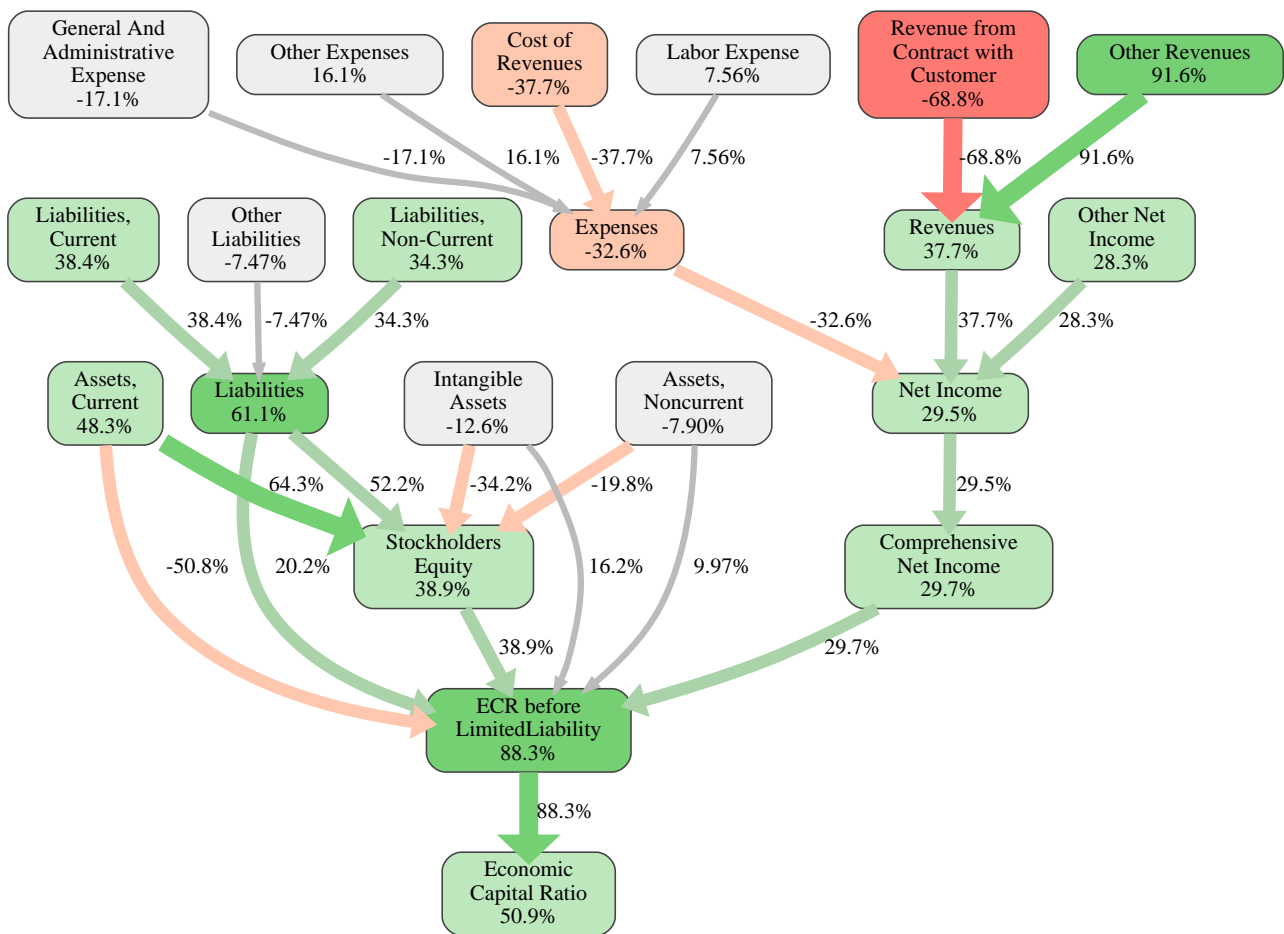 General And
Administrative
Expense
-17.1%
Other Expenses
16.1%
Cost of
Revenues
-37.7%
Labor Expense
7.56%
Revenue from
Contract with
Customer
-68.8%
Other Revenues
91.6%
-17.1%
16.1%
-37.7%
7.56%
-68.8%
91.6%
Liabilities,
Current
38.4%
Other
Liabilities
-7.47%
Liabilities,
Non-Current
34.3%
Expenses
-32.6%
Revenues
37.7%
Other Net
Income
28.3%
38.4%
-7.47%
34.3%
-32.6%
37.7%
28.3%
Assets,
Current
48.3%
Liabilities
61.1%
Intangible
Assets
-12.6%
Assets,
Noncurrent
-7.90%
Net Income
29.5%
64.3%
52.2%
-34.2%
-19.8%
29.5%
Stockholders
Equity
38.9%
Comprehensive
Net Income
29.7%
-50.8%
20.2%
16.2%
9.97%
38.9%
29.7%
ECR before
LimitedLiability
88.3%
88.3%
Economic
Capital Ratio
50.9%